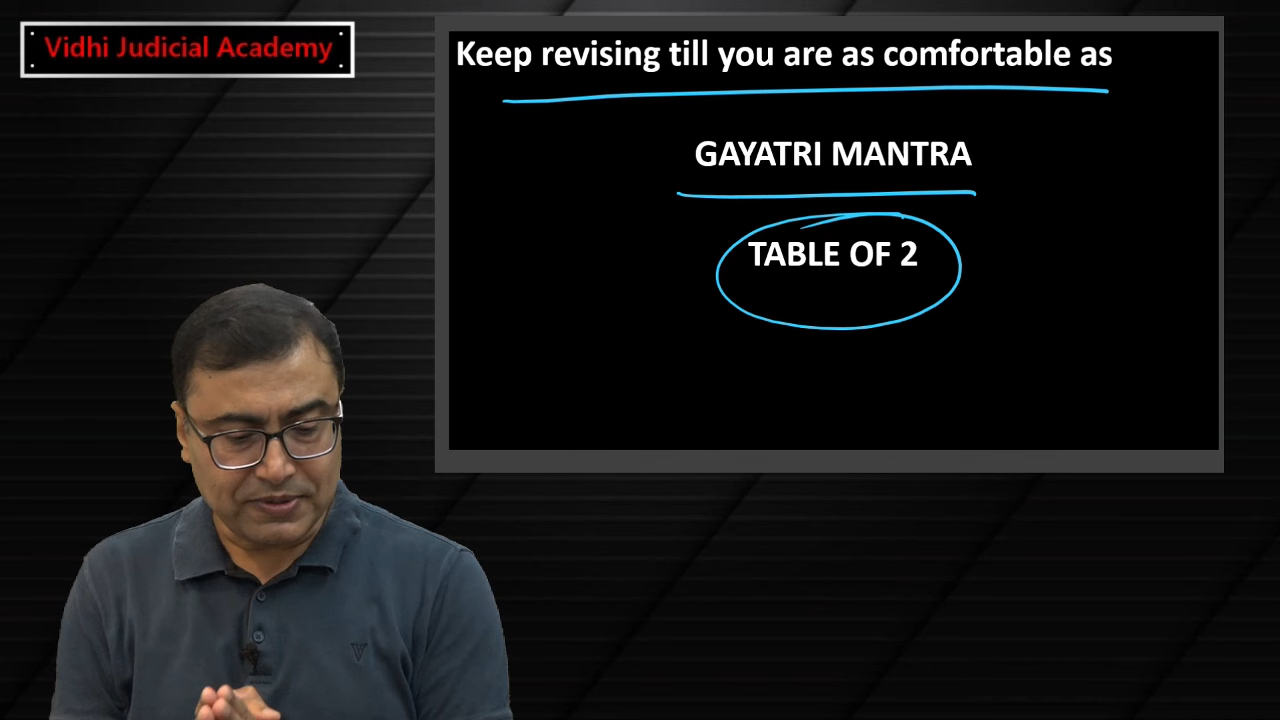 Vidhi Judicial Academy
Keep revising till you are as comfortable as
GAYATRI MANTRA
TABLE OF 2